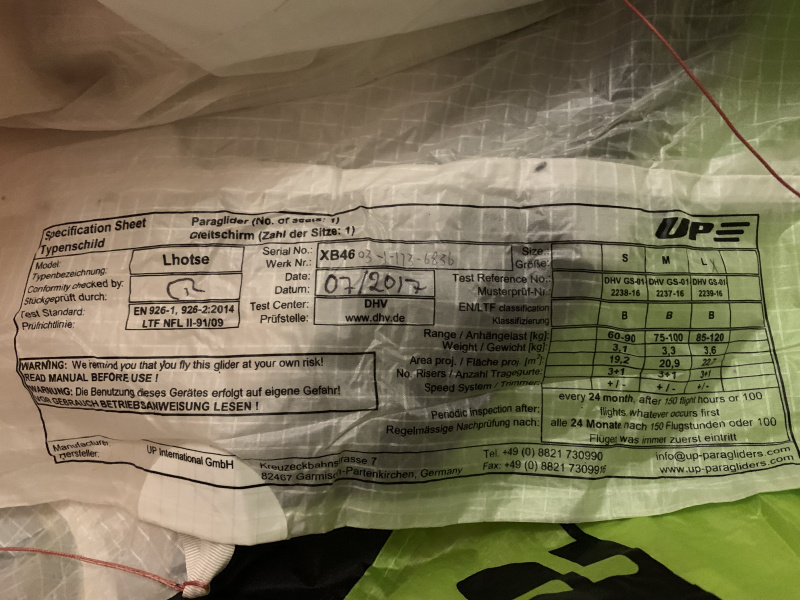 Specification Sheet
Typenschild
Paraglider (No. of seats: 1)
Gleitschirm (Zahl der Sitze: 1)
UP
Model:
Typenbezeichnung:
Lhotse
Conformity checked by:
Stückgeprüft durch:
Test Standard:
Prüfrichtlinie:
EN 926-1, 926-2:2014
LTF NFL II-91/09
Serial No.:
Werk Nr.:
XB46
Date:
Datum:
07/2017
Test Center:
Prüfstelle:
DHV
www.dhv.de
Size:
Größe:
S M L
Test Reference No.:
Musterprüf-Nr.
DHV GS-01 DHV GS-01 DHV GS-01
2238-16 2237-16 2239-16
EN/LTF classification
Klassifizierung
B B B
Range / Anhängelast [kg] 60-90 75-100 85-120
Weight / Gewicht [kg] 3,1 3,3 3,6
Area proj. / Fläche proj. [m²] 19,2 20,9
No. Risers / Anzahl Tragegurte: 3+1 3+1 3+1
Speed System / Trimmer: +/- +/- +/-
WARNING: We remind you that you fly this glider at your own risk!
READ MANUAL BEFORE USE !
WARNUNG: Die Benutzung dieses Gerätes erfolgt auf eigene Gefahr!
VOR GEBRAUCH BETRIEBSANWEISUNG LESEN !
Periodic inspection after:
Regelmässige Nachprüfung nach:
every 24 month, after 150 flight hours or 100
flights whatever occurs first
alle 24 Monate nach 150 Flugstunden oder 100
Flüge was immer zuerst eintritt
Manufacturer
Hersteller:
UP International GmbH
Kreuzeckbahnstrasse 7
82467 Garmisch-Partenkirchen, Germany
Tel. +49 (0) 8821 730990
Fax: +49 (0) 8821 7309916
info@up-paragliders.com
www.up-paragliders.com